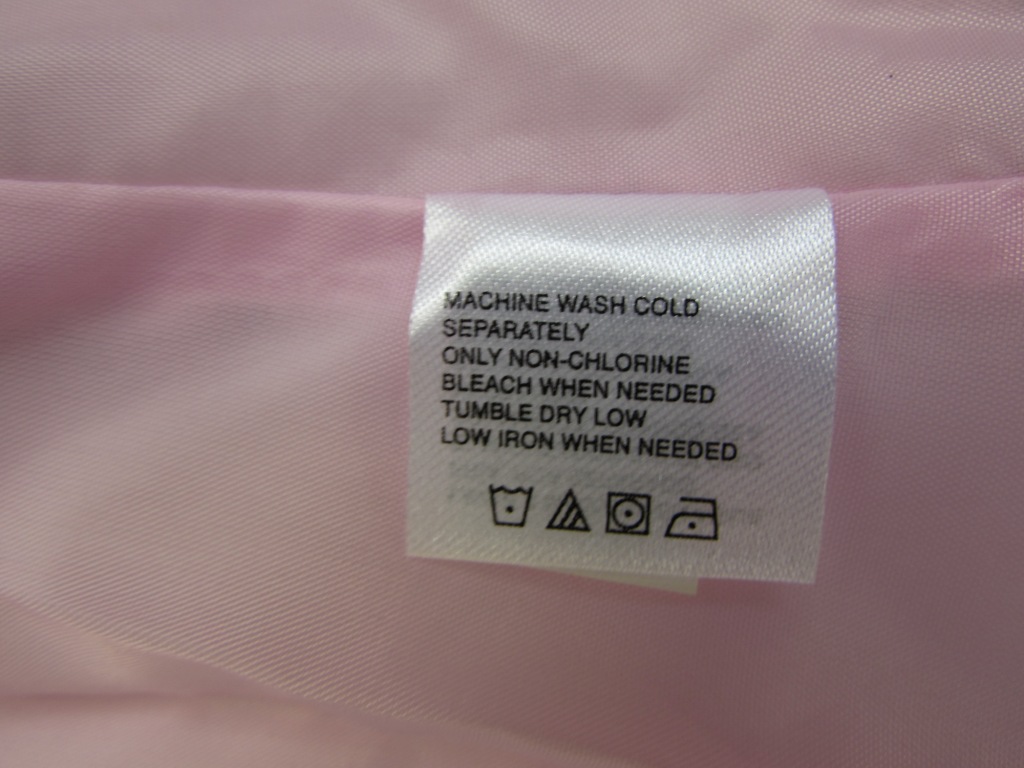 MACHINE WASH COLD
SEPARATELY
ONLY NON-CHLORINE
BLEACH WHEN NEEDED
TUMBLE DRY LOW
LOW IRON WHEN NEEDED